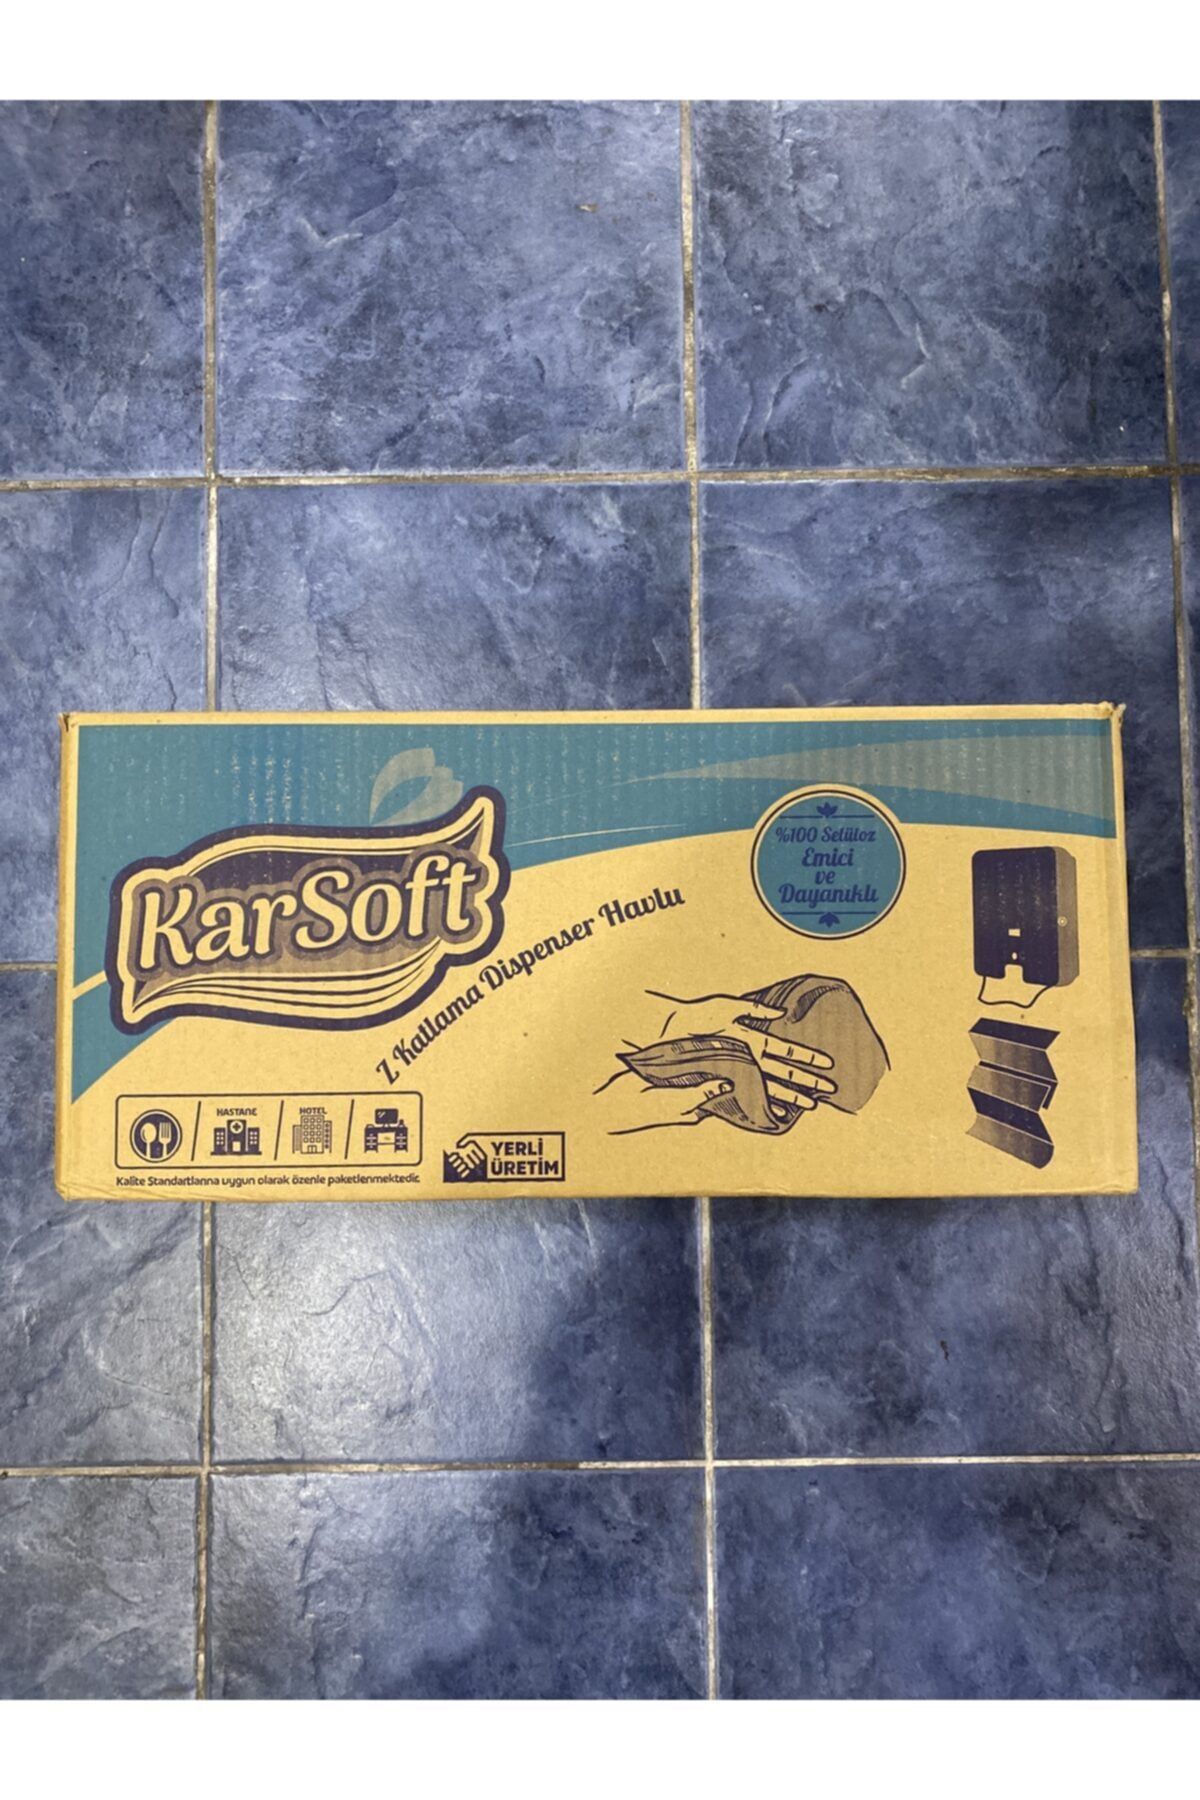 KarSoft
Z Katlama Dispenser Havlu
%100 Selüloz
Emici
ve
Dayanıklı
HASTANE
HOTEL
Kalite Standartlarına uygun olarak özenle paketlenmektedir.
YERLİ
ÜRETİM